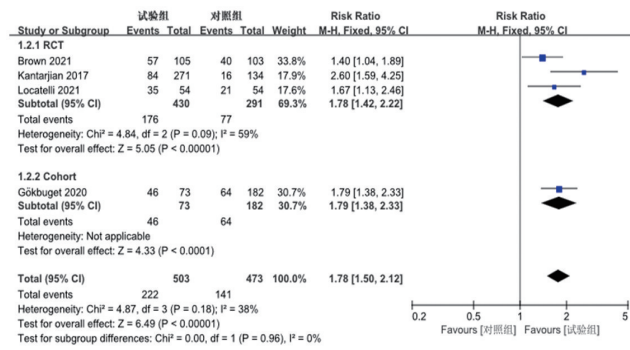 试验组 对照组 Risk Ratio Risk Ratio
Study or Subgroup Events Total Events Total Weight M-H, Fixed, 95% CI M-H, Fixed, 95% CI
1.2.1 RCT
Brown 2021 57 105 40 103 33.8% 1.40 [1.04, 1.89]
Kantarjian 2017 84 271 16 134 17.9% 2.60 [1.59, 4.25]
Locatelli 2021 35 54 21 54 17.6% 1.67 [1.13, 2.46]
Subtotal (95% CI) 430 291 69.3% 1.78 [1.42, 2.22]
Total events 176 77
Heterogeneity: Chi² = 4.84, df = 2 (P = 0.09); I² = 59%
Test for overall effect: Z = 5.05 (P < 0.00001)
1.2.2 Cohort
Gökbuget 2020 46 73 64 182 30.7% 1.79 [1.38, 2.33]
Subtotal (95% CI) 73 182 30.7% 1.79 [1.38, 2.33]
Total events 46 64
Heterogeneity: Not applicable
Test for overall effect: Z = 4.33 (P < 0.0001)
Total (95% CI) 503 473 100.0% 1.78 [1.50, 2.12]
Total events 222 141
Heterogeneity: Chi² = 4.87, df = 3 (P = 0.18); I² = 38%
Test for overall effect: Z = 6.49 (P < 0.00001)
Test for subgroup differences: Chi² = 0.00, df = 1 (P = 0.96), I² = 0%
0.2 0.5 1 2 5
Favours [对照组] Favours [试验组]